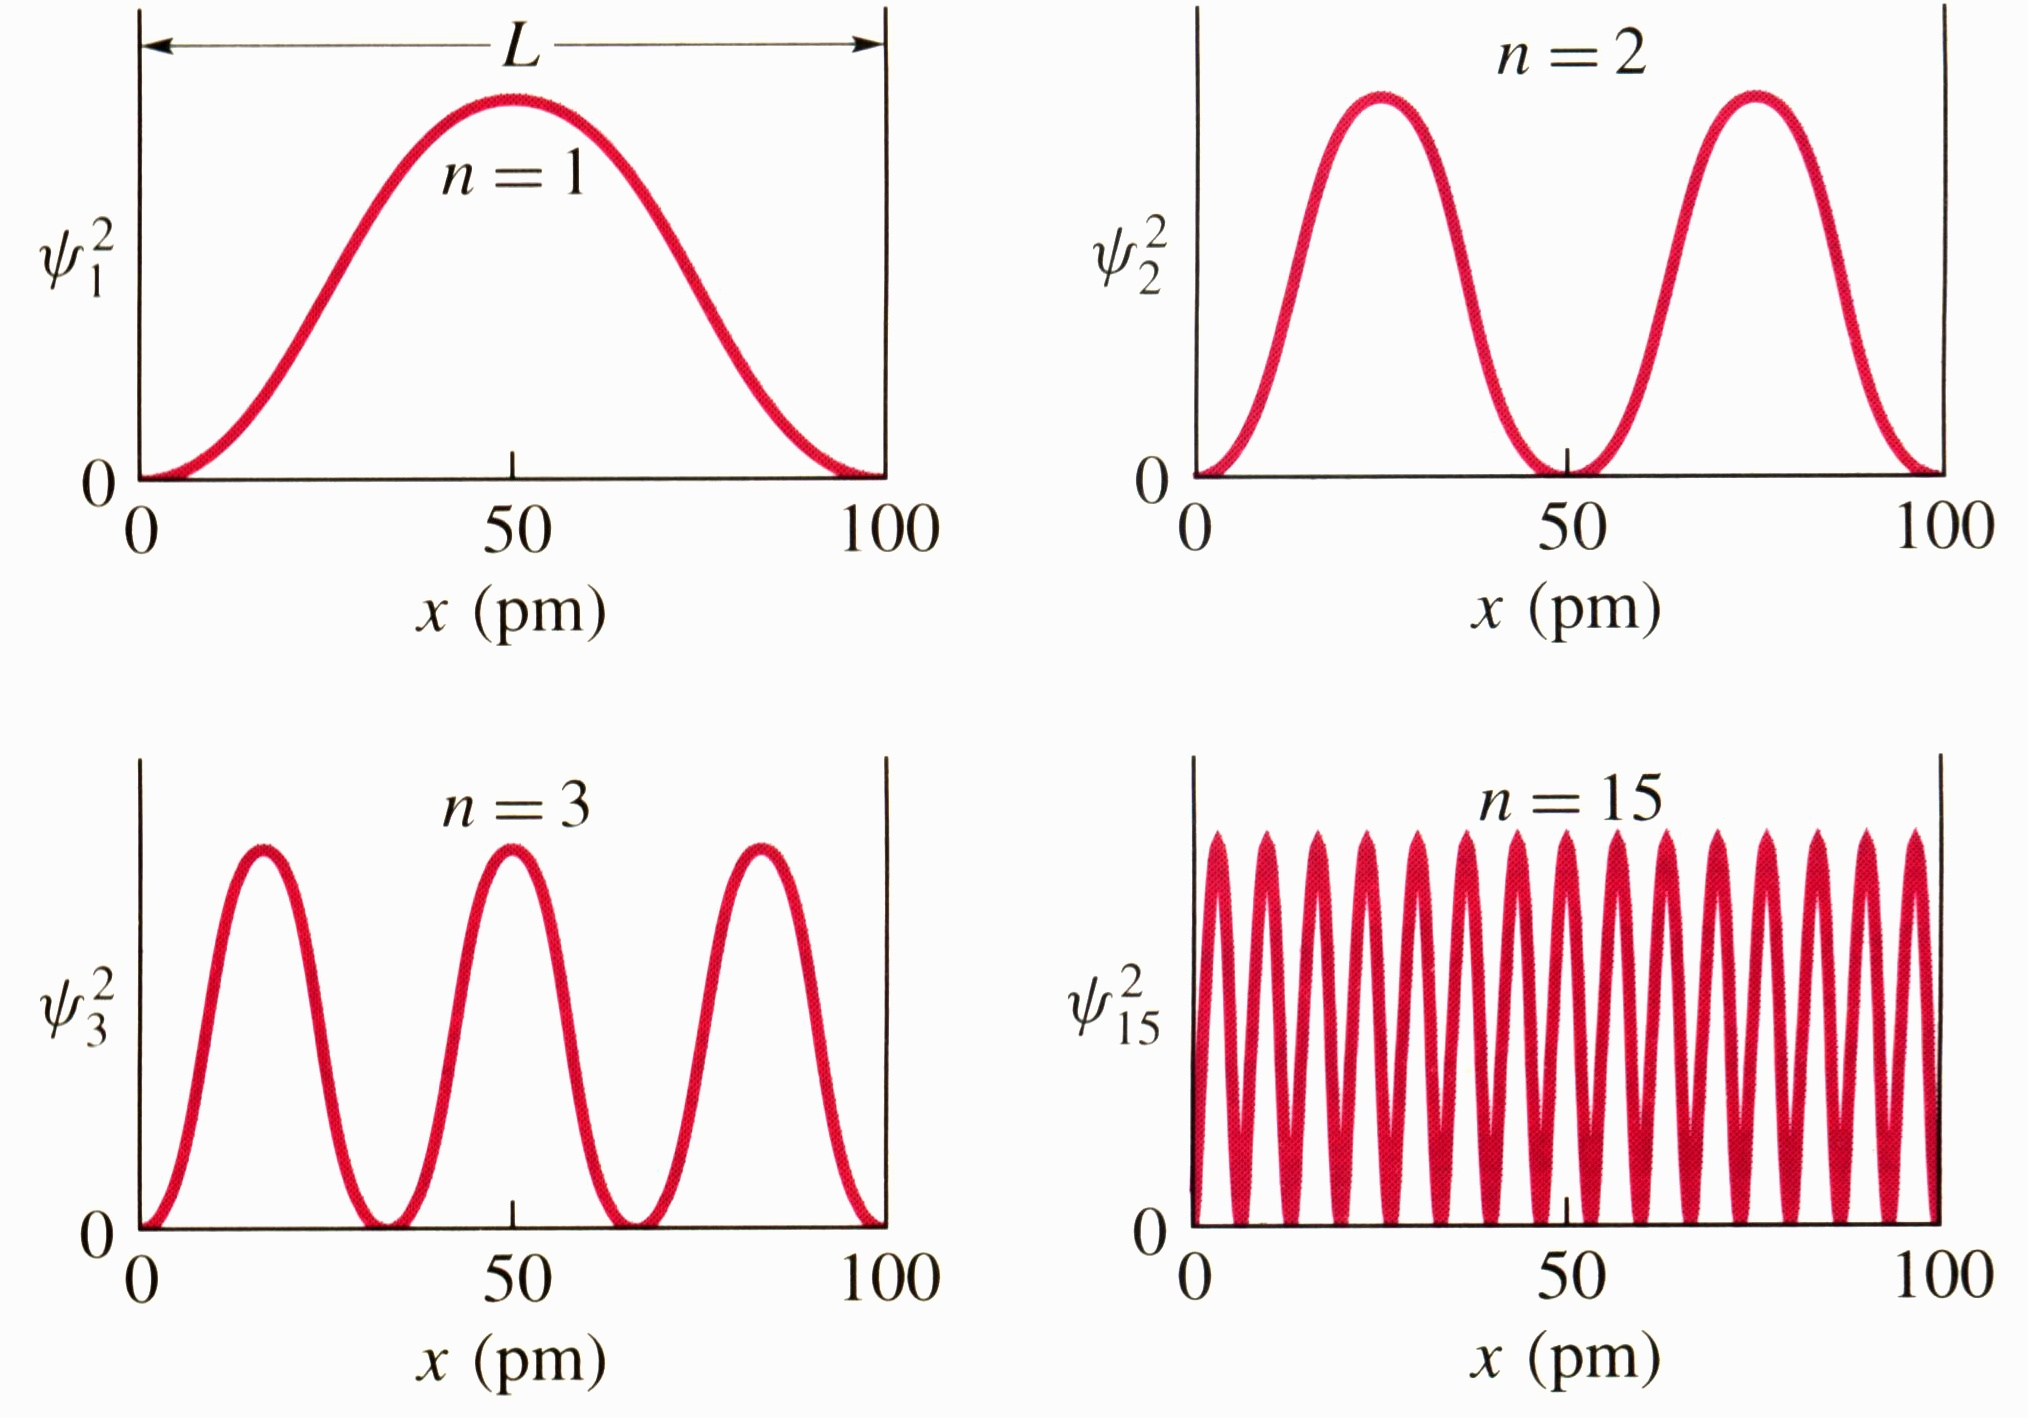 L
n = 1
ψ₁²
0
0 50 100
x (pm)
n = 2
ψ₂²
0
0 50 100
x (pm)
n = 3
ψ₃²
0
0 50 100
x (pm)
n = 15
ψ₁₅²
0
0 50 100
x (pm)